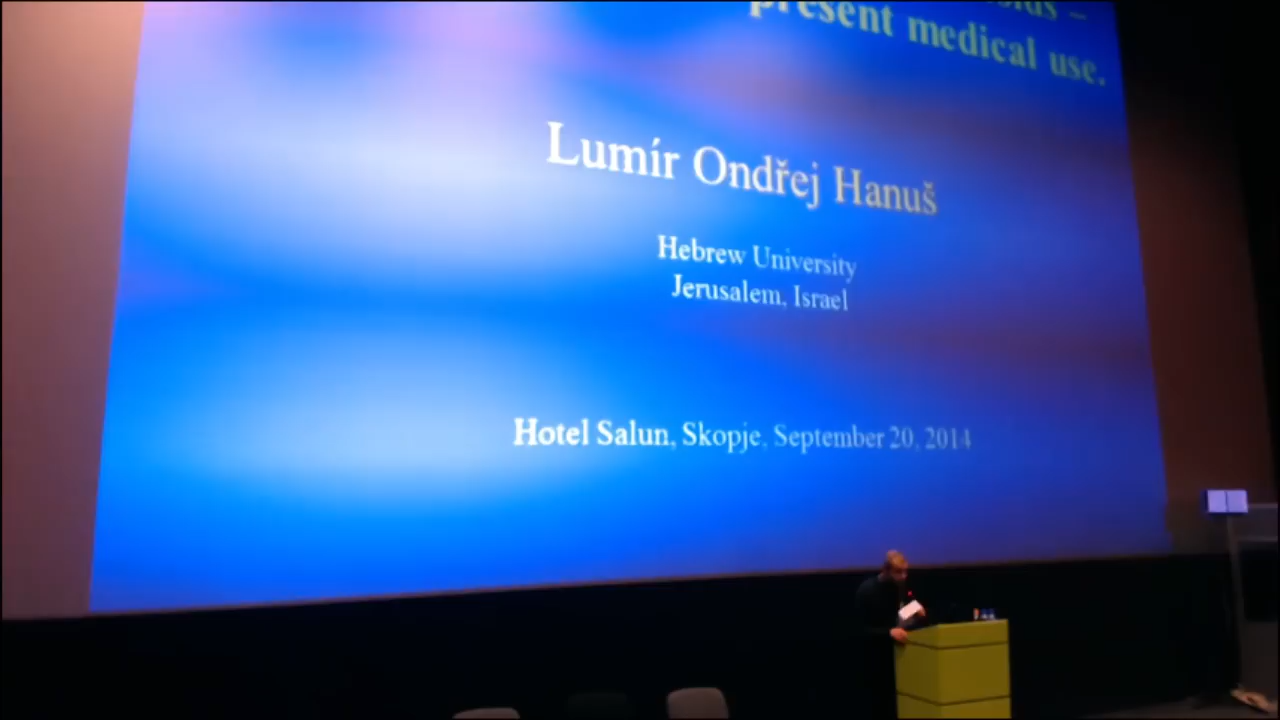 present medical use.
Lumír Ondřej Hanuš
Hebrew University
Jerusalem, Israel
Hotel Salun, Skopje, September 20, 2014